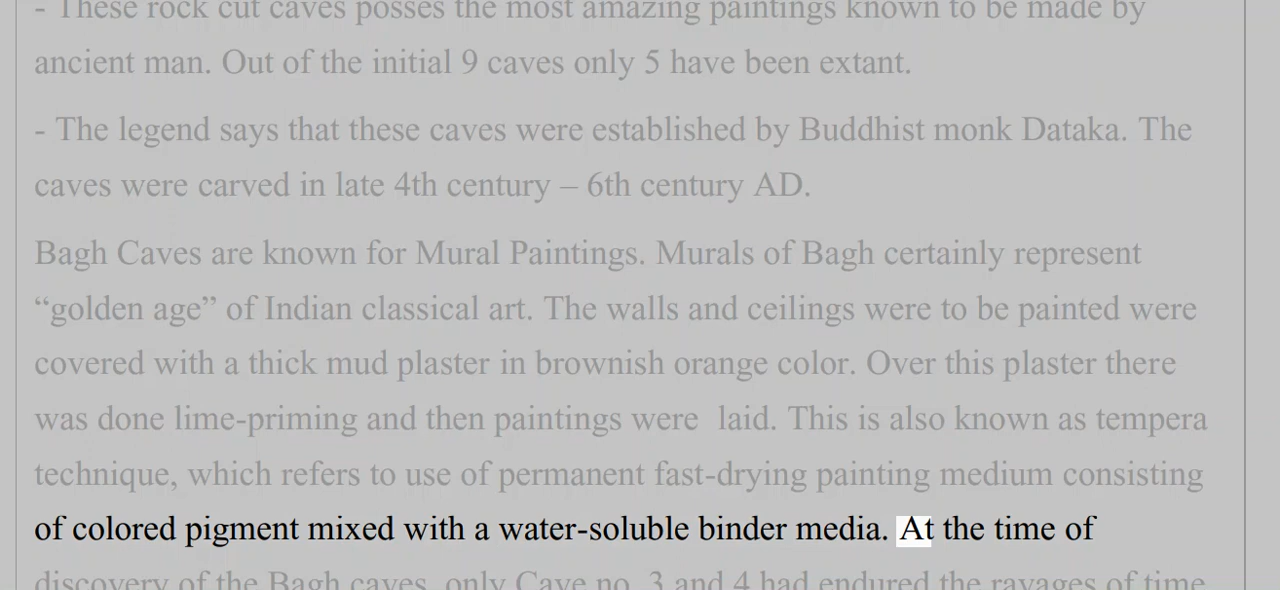 - These rock cut caves posses the most amazing paintings known to be made by
ancient man. Out of the initial 9 caves only 5 have been extant.
- The legend says that these caves were established by Buddhist monk Dataka. The
caves were carved in late 4th century – 6th century AD.
Bagh Caves are known for Mural Paintings. Murals of Bagh certainly represent
“golden age” of Indian classical art. The walls and ceilings were to be painted were
covered with a thick mud plaster in brownish orange color. Over this plaster there
was done lime-priming and then paintings were laid. This is also known as tempera
technique, which refers to use of permanent fast-drying painting medium consisting
of colored pigment mixed with a water-soluble binder media. At the time of
discovery of the Bagh caves, only Cave no. 3 and 4 had endured the ravages of time